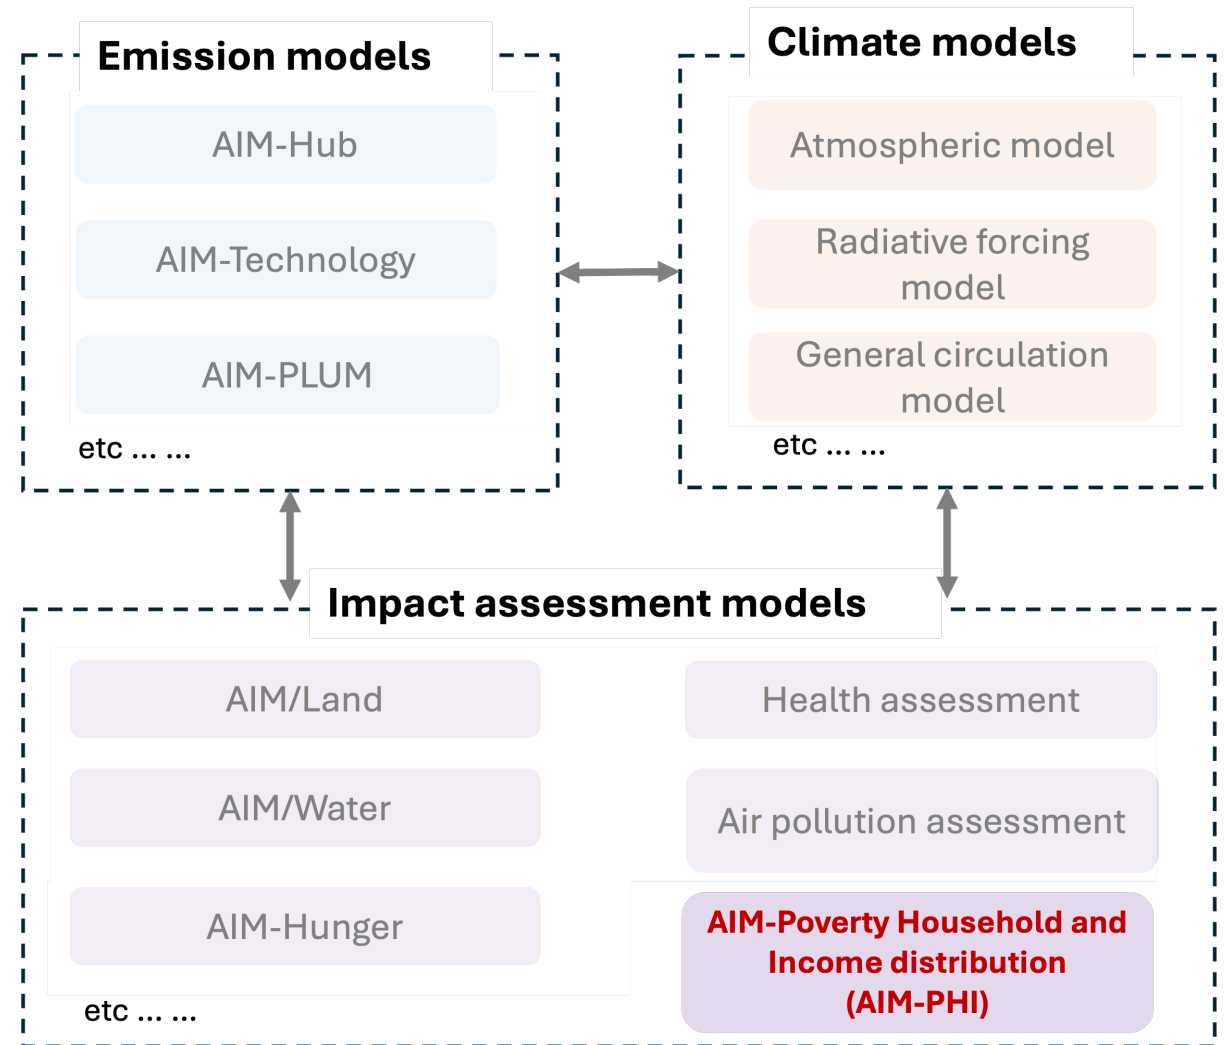 Emission models
AIM-Hub
AIM-Technology
AIM-PLUM
etc ... ...
Climate models
Atmospheric model
Radiative forcing
model
General circulation
model
etc ... ...
Impact assessment models
AIM/Land
AIM/Water
AIM-Hunger
etc ... ...
Health assessment
Air pollution assessment
AIM-Poverty Household and
Income distribution
(AIM-PHI)